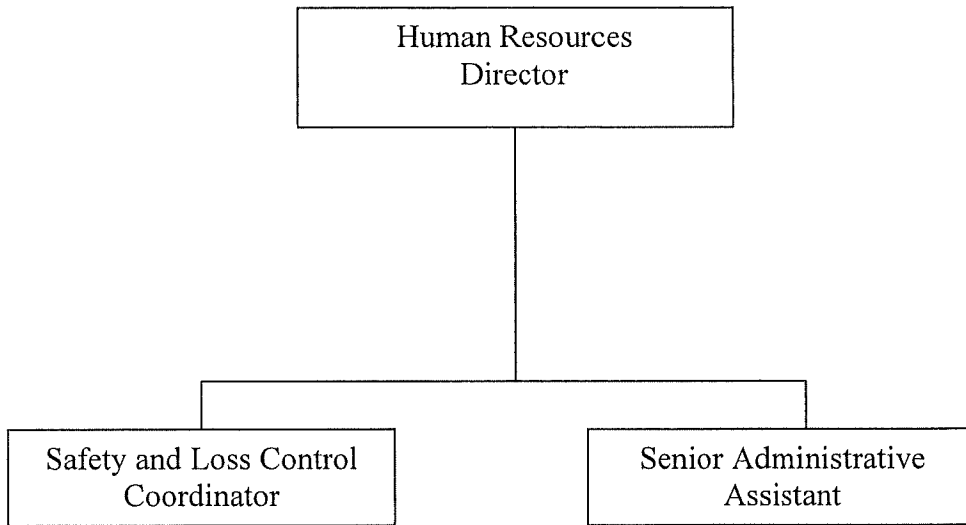 Human Resources
Director
Safety and Loss Control
Coordinator
Senior Administrative
Assistant